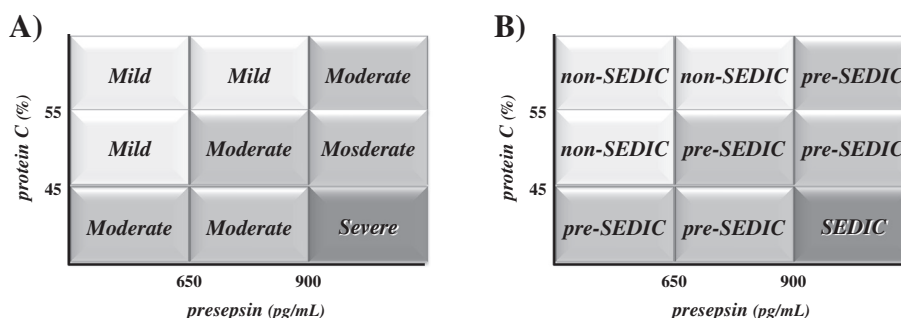 A)
Mild Mild Moderate
55
Mild Moderate Mosderate
45
Moderate Moderate Severe
protein C (%)
650 900
presepsin (pg/mL)
B)
non-SEDIC non-SEDIC pre-SEDIC
55
non-SEDIC pre-SEDIC pre-SEDIC
45
pre-SEDIC pre-SEDIC SEDIC
protein C (%)
650 900
presepsin (pg/mL)